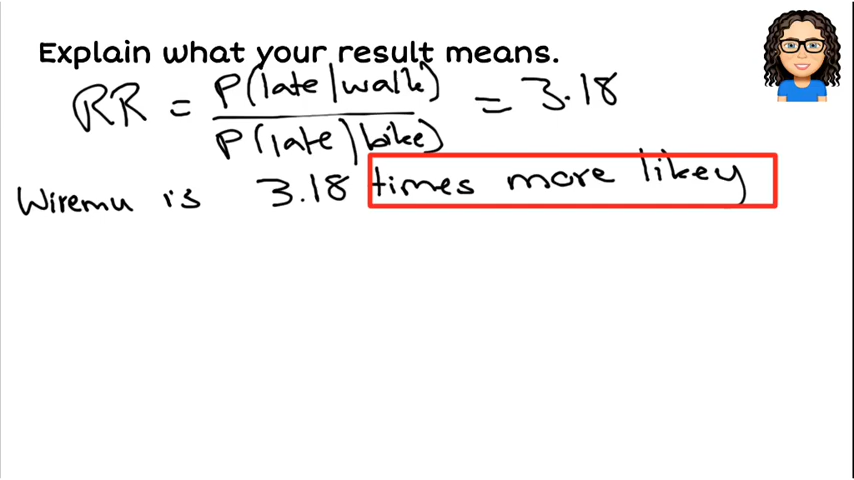 Explain what your result means.
RR = P(late|walk) / P(late)|bike) = 3.18
Wiremu is 3.18 times more likey